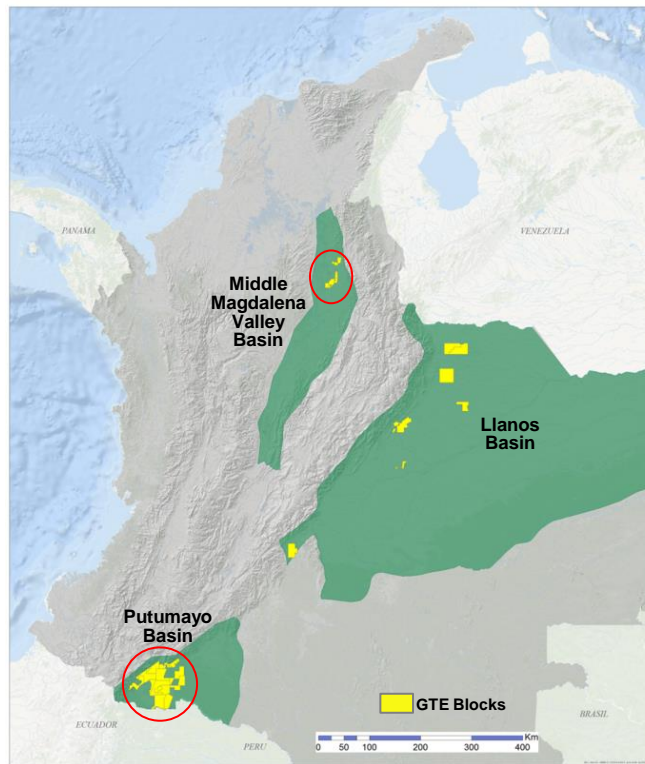 PANAMA
VENEZUELA
Middle
Magdalena
Valley
Basin
Llanos
Basin
Putumayo
Basin
GTE Blocks
ECUADOR
PERU
BRASIL
Km
0 25 50 100 200 300 400